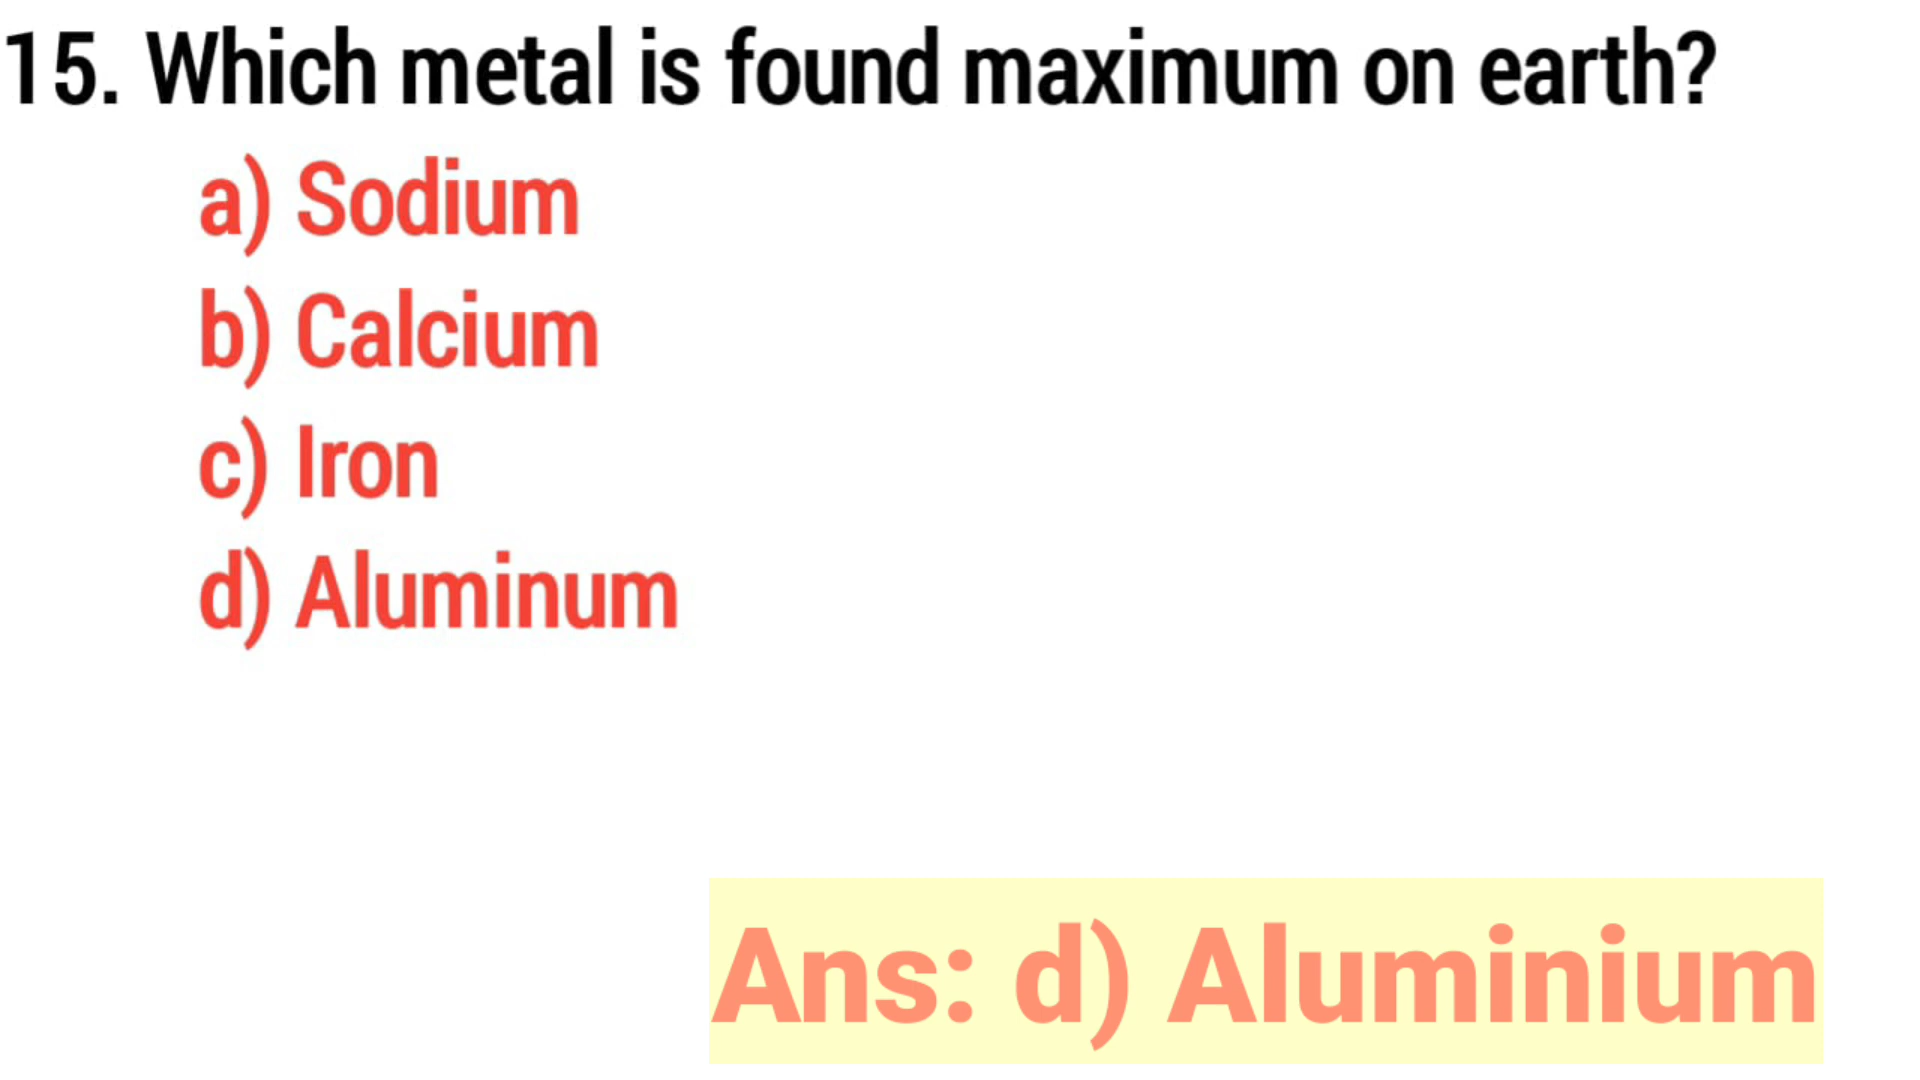 15. Which metal is found maximum on earth?
a) Sodium
b) Calcium
c) Iron
d) Aluminum
Ans: d) Aluminium